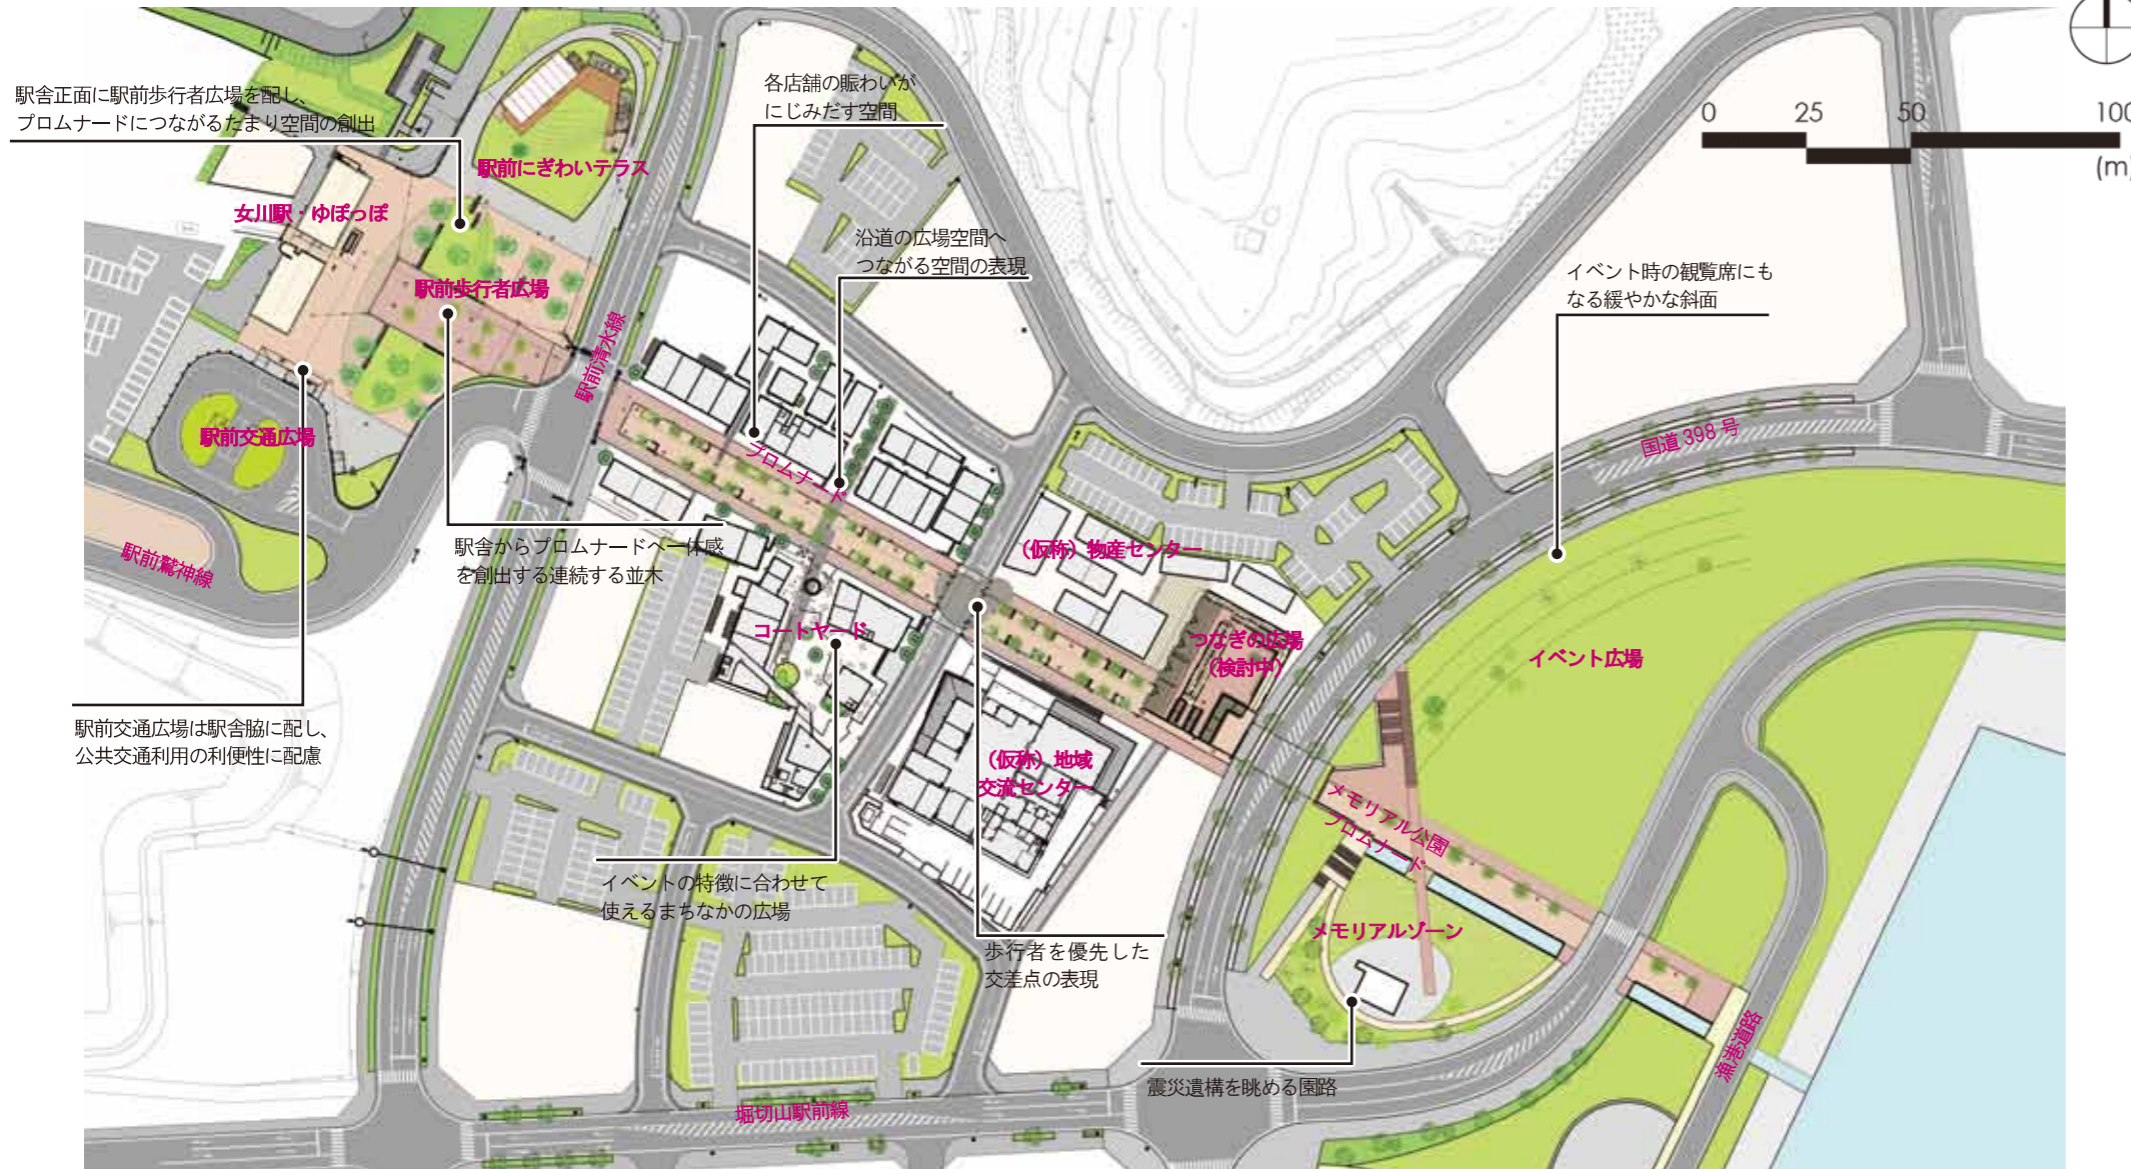 駅舎正面に駅前歩行者広場を配し、
プロムナードにつながるたまり空間の創出
各店舗の賑わいが
にじみだす空間
0 25 50 100
(m)
駅前にぎわいテラス
女川駅・ゆぽっぽ
沿道の広場空間へ
つながる空間の表現
イベント時の観覧席にも
なる緩やかな斜面
駅前歩行者広場
駅前清水線
駅前交通広場
プロムナード
国道 398 号
駅舎からプロムナードへ一体感
を創出する連続する並木
(仮称)物産センター
駅前鷲神線
コートヤード
つなぎの広場
(検討中)
イベント広場
駅前交通広場は駅舎脇に配し、
公共交通利用の利便性に配慮
(仮称)地域
交流センター
メモリアル公園
プロムナード
イベントの特徴に合わせて
使えるまちなかの広場
メモリアルゾーン
歩行者を優先した
交差点の表現
漁港道路
震災遺構を眺める園路
堀切山駅前線